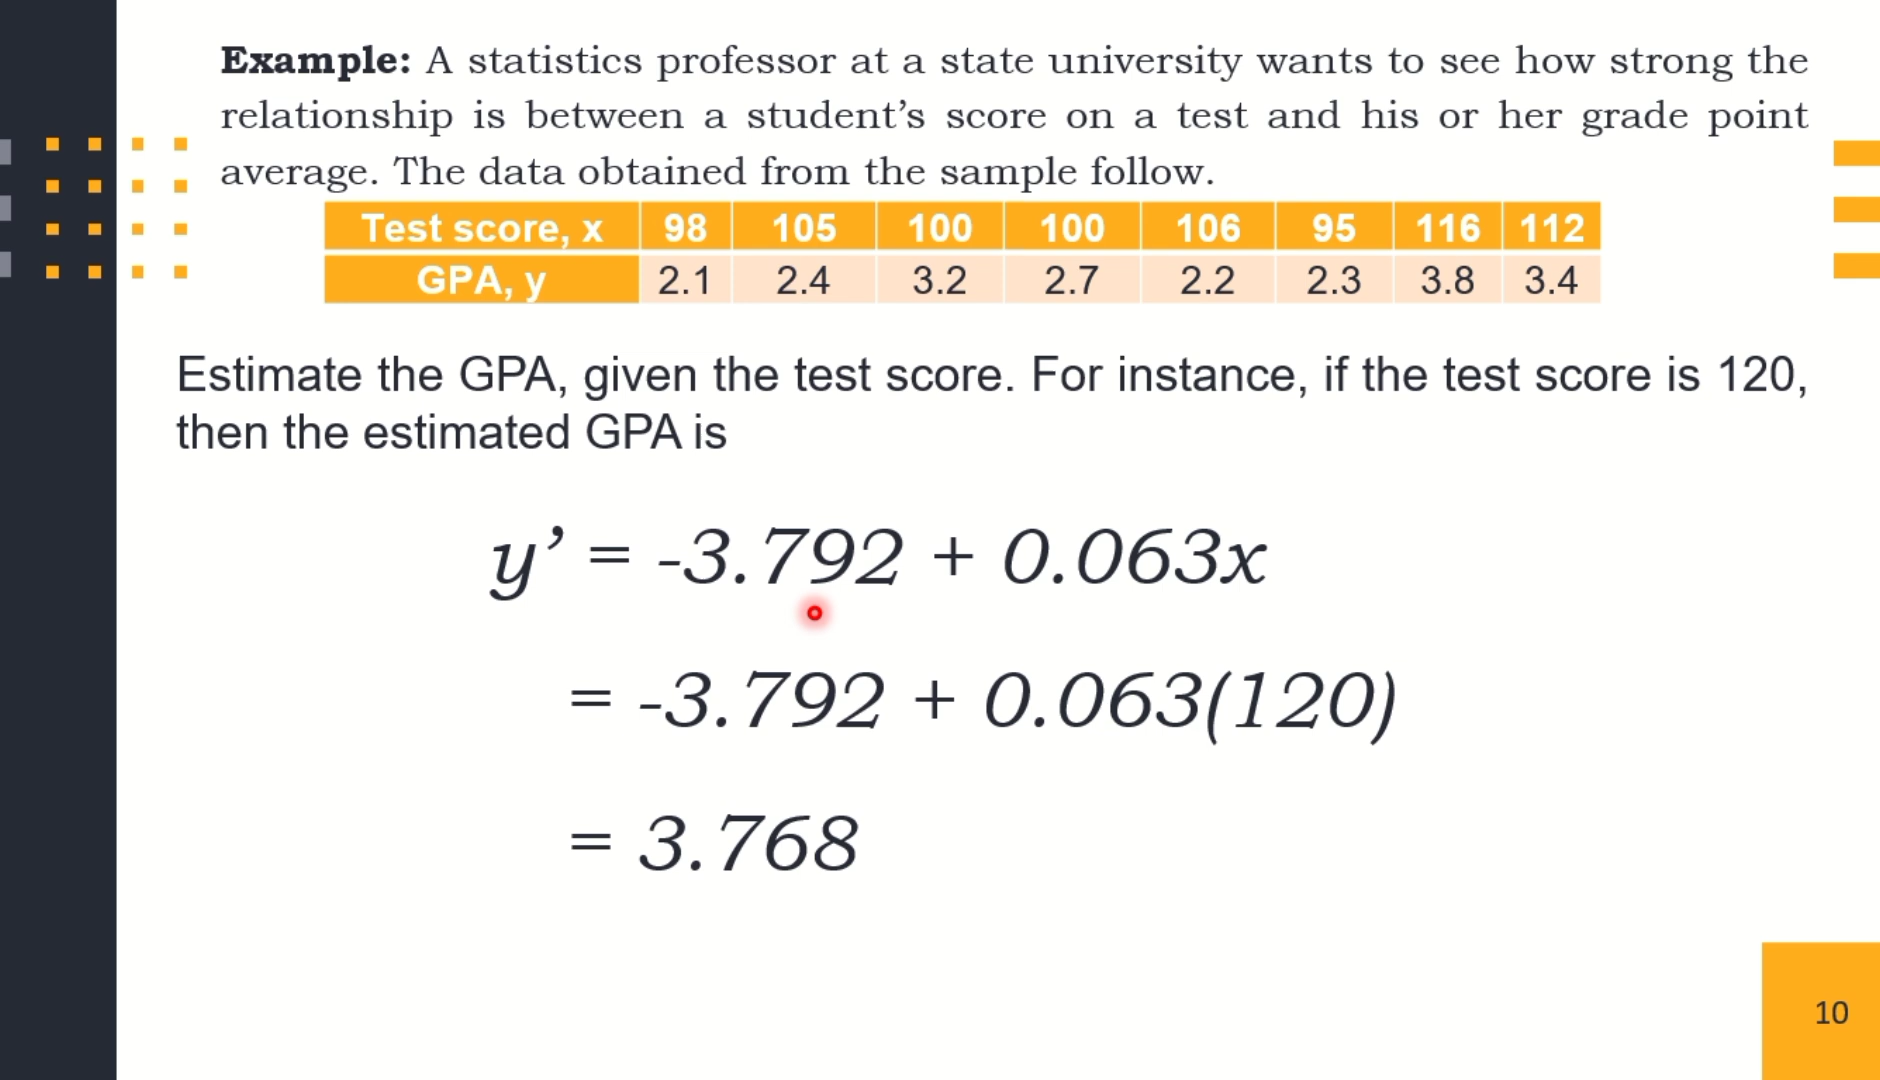 Example: A statistics professor at a state university wants to see how strong the
relationship is between a student’s score on a test and his or her grade point
average. The data obtained from the sample follow.
Test score, x 98 105 100 100 106 95 116 112
GPA, y 2.1 2.4 3.2 2.7 2.2 2.3 3.8 3.4
Estimate the GPA, given the test score. For instance, if the test score is 120,
then the estimated GPA is
y’ = -3.792 + 0.063x
= -3.792 + 0.063(120)
= 3.768
10